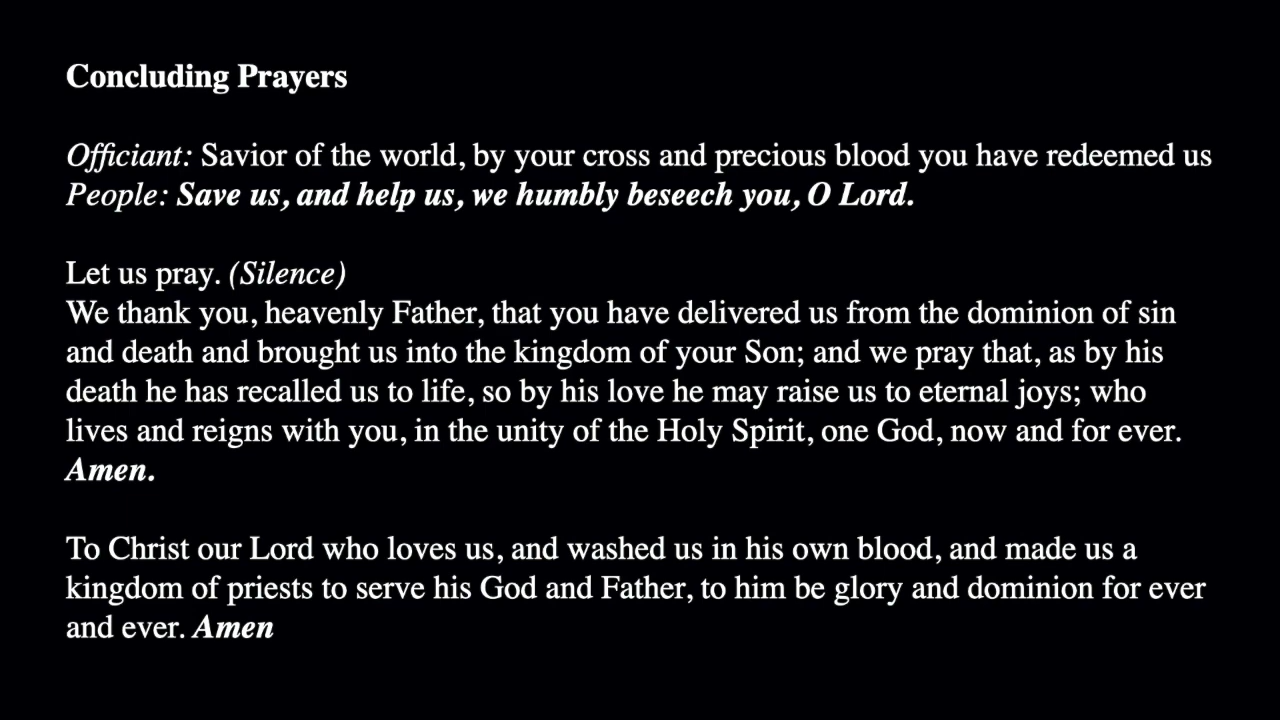 Concluding Prayers
Officiant: Savior of the world, by your cross and precious blood you have redeemed us
People: Save us, and help us, we humbly beseech you, O Lord.
Let us pray. (Silence)
We thank you, heavenly Father, that you have delivered us from the dominion of sin
and death and brought us into the kingdom of your Son; and we pray that, as by his
death he has recalled us to life, so by his love he may raise us to eternal joys; who
lives and reigns with you, in the unity of the Holy Spirit, one God, now and for ever.
Amen.
To Christ our Lord who loves us, and washed us in his own blood, and made us a
kingdom of priests to serve his God and Father, to him be glory and dominion for ever
and ever. Amen